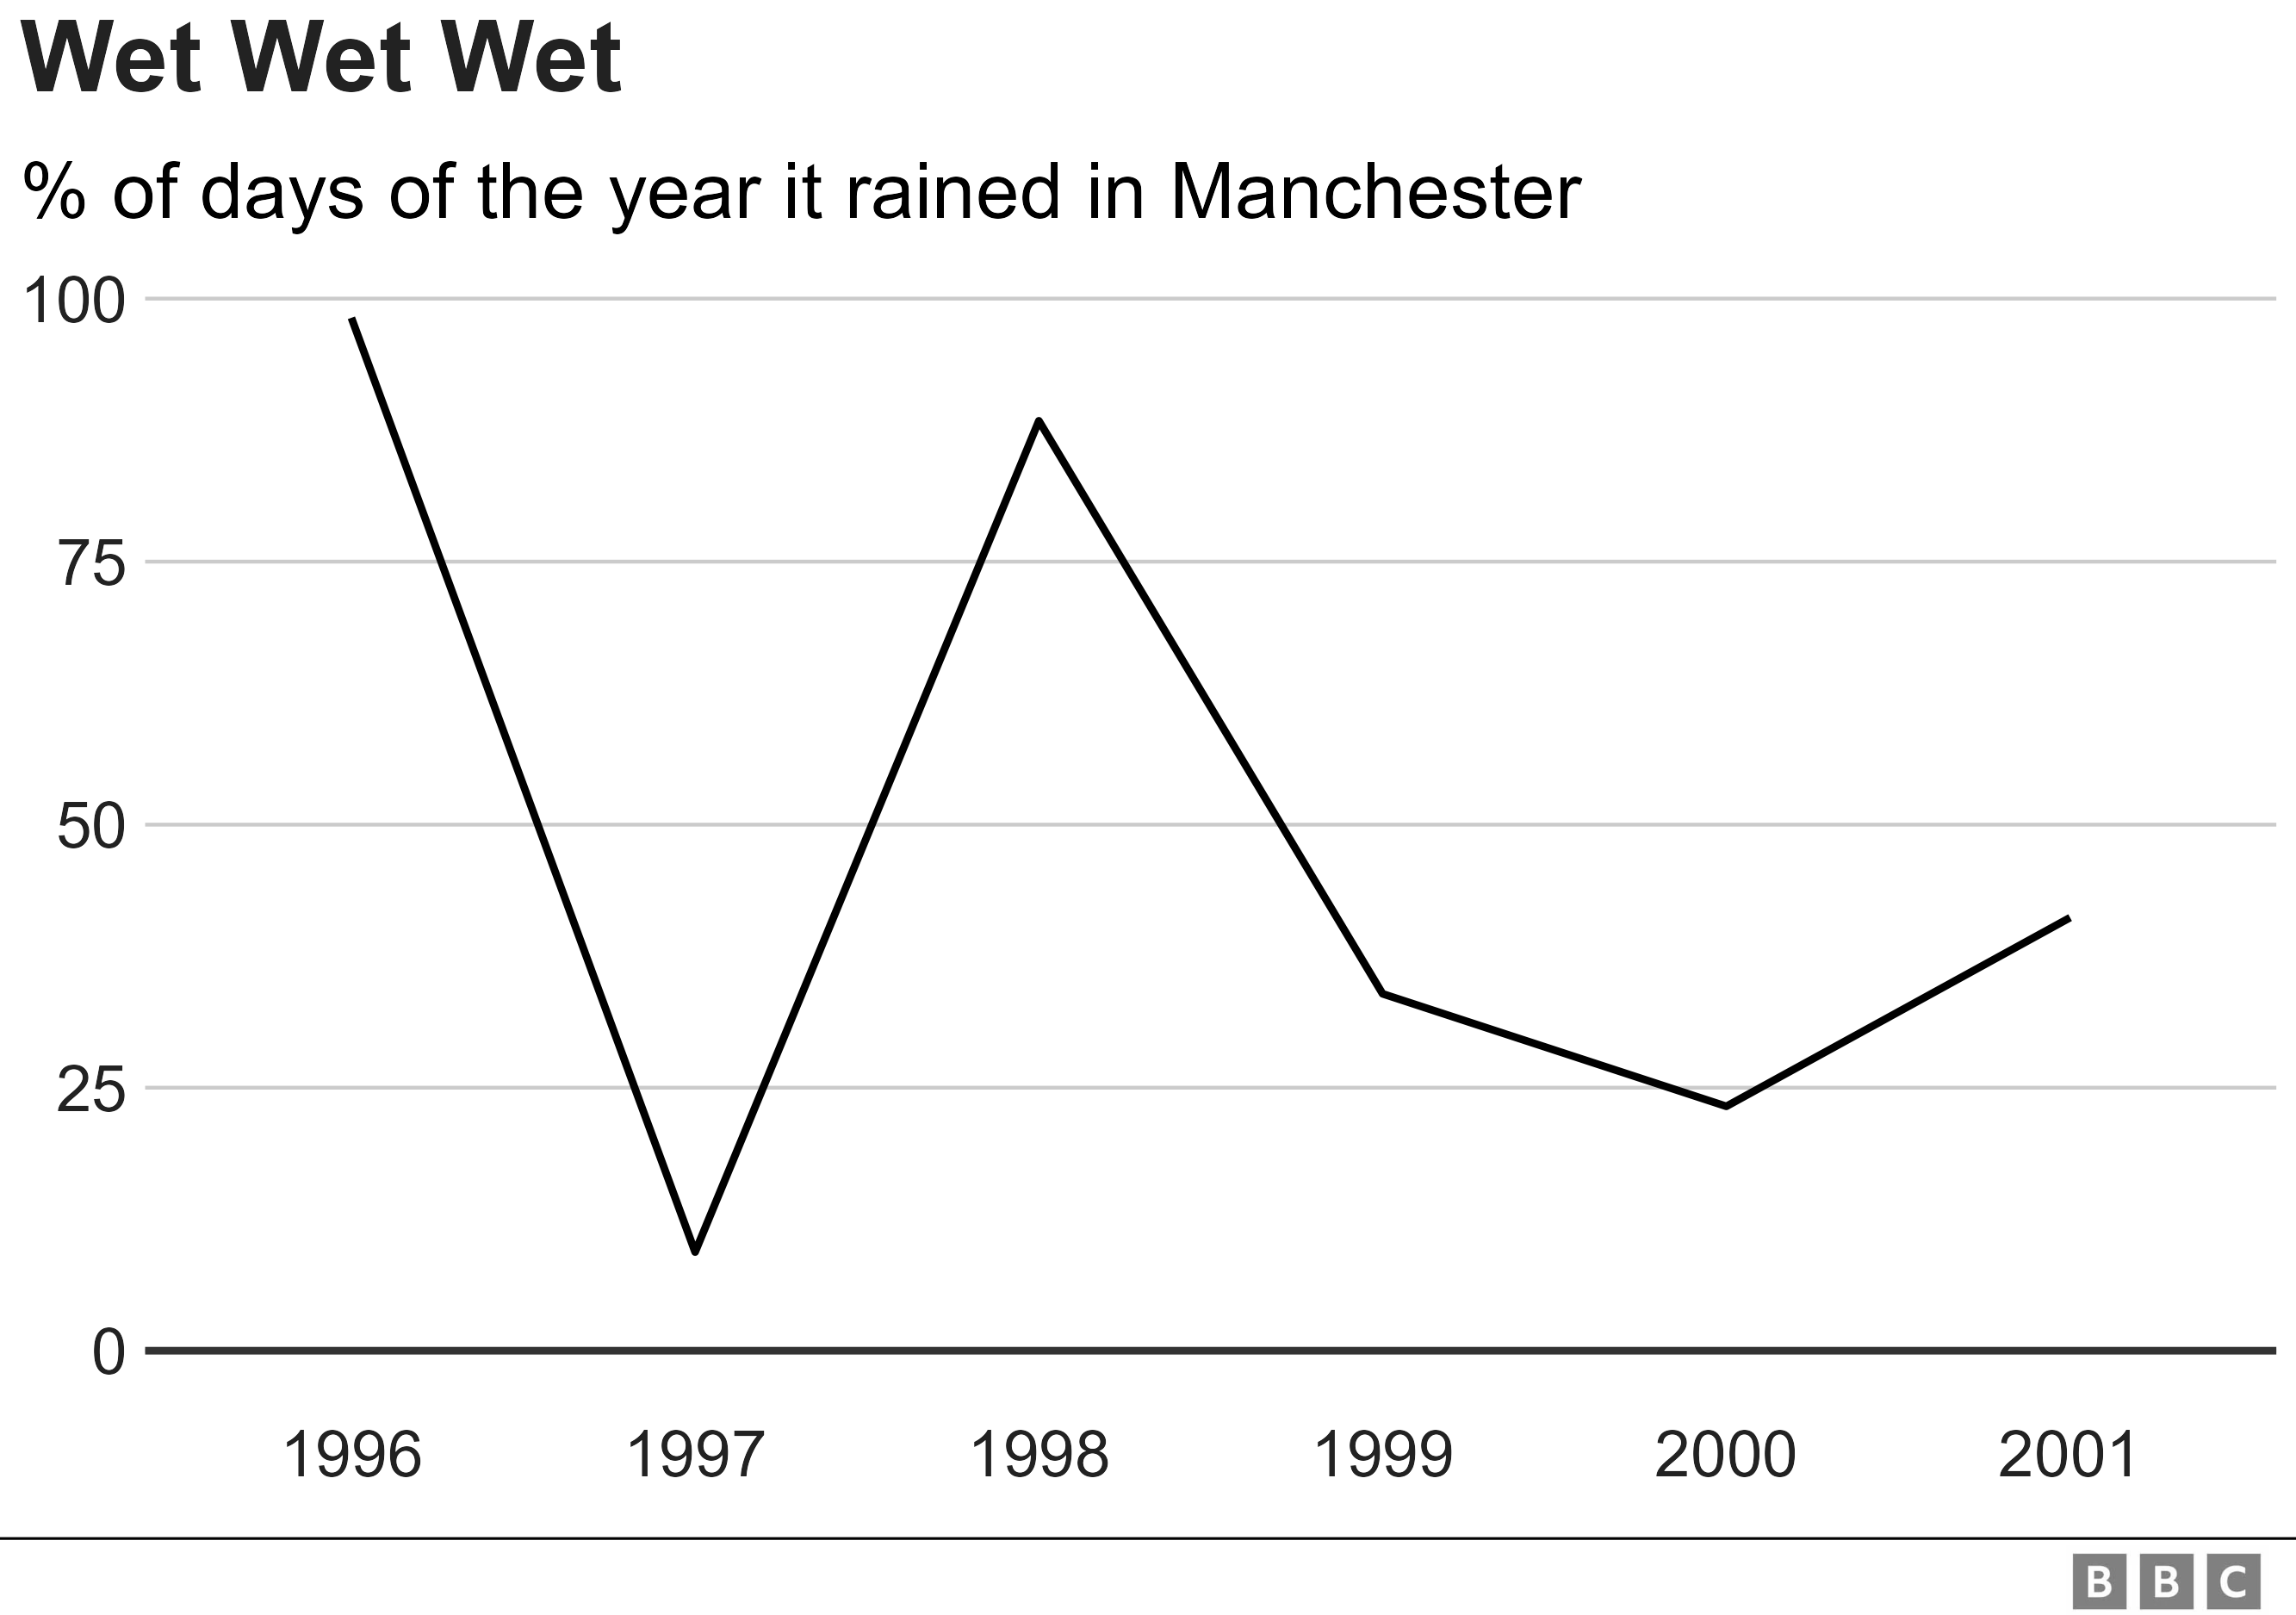 Wet Wet Wet
% of days of the year it rained in Manchester
100
75
50
25
0
1996 1997 1998 1999 2000 2001
BBC